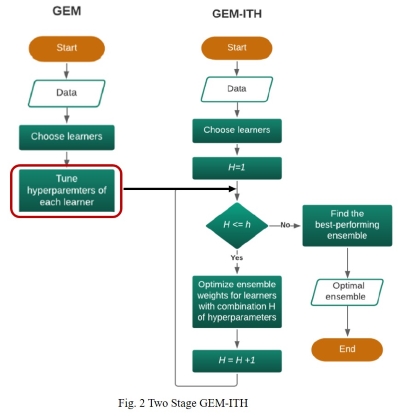 GEM
Start
Data
Choose learners
Tune
hyperparemters of
each learner
GEM-ITH
Start
Data
Choose learners
H=1
H <= h
No
Yes
Find the
best-performing
ensemble
Optimal
ensemble
End
Optimize ensemble
weights for learners
with combination H
of hyperparameters
H = H +1
Fig. 2 Two Stage GEM-ITH